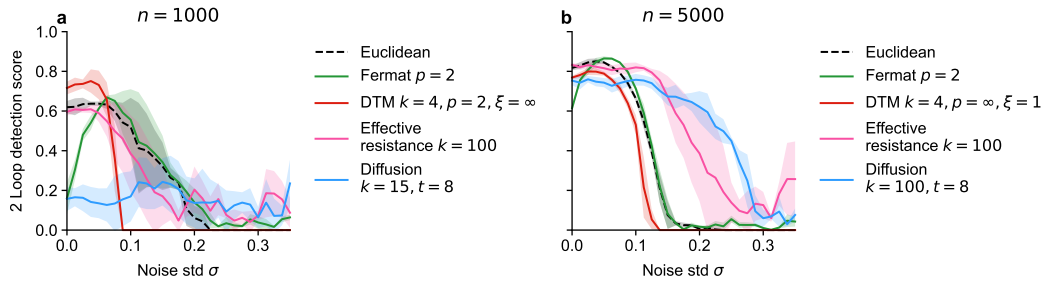 a
n = 1000
2 Loop detection score
1.0
0.8
0.6
0.4
0.2
0.0
0.0 0.1 0.2 0.3
Noise std σ
Euclidean
Fermat p = 2
DTM k = 4, p = 2, ξ = ∞
Effective
resistance k = 100
Diffusion
k = 15, t = 8
b
n = 5000
0.0 0.1 0.2 0.3
Noise std σ
Euclidean
Fermat p = 2
DTM k = 4, p = ∞, ξ = 1
Effective
resistance k = 100
Diffusion
k = 100, t = 8